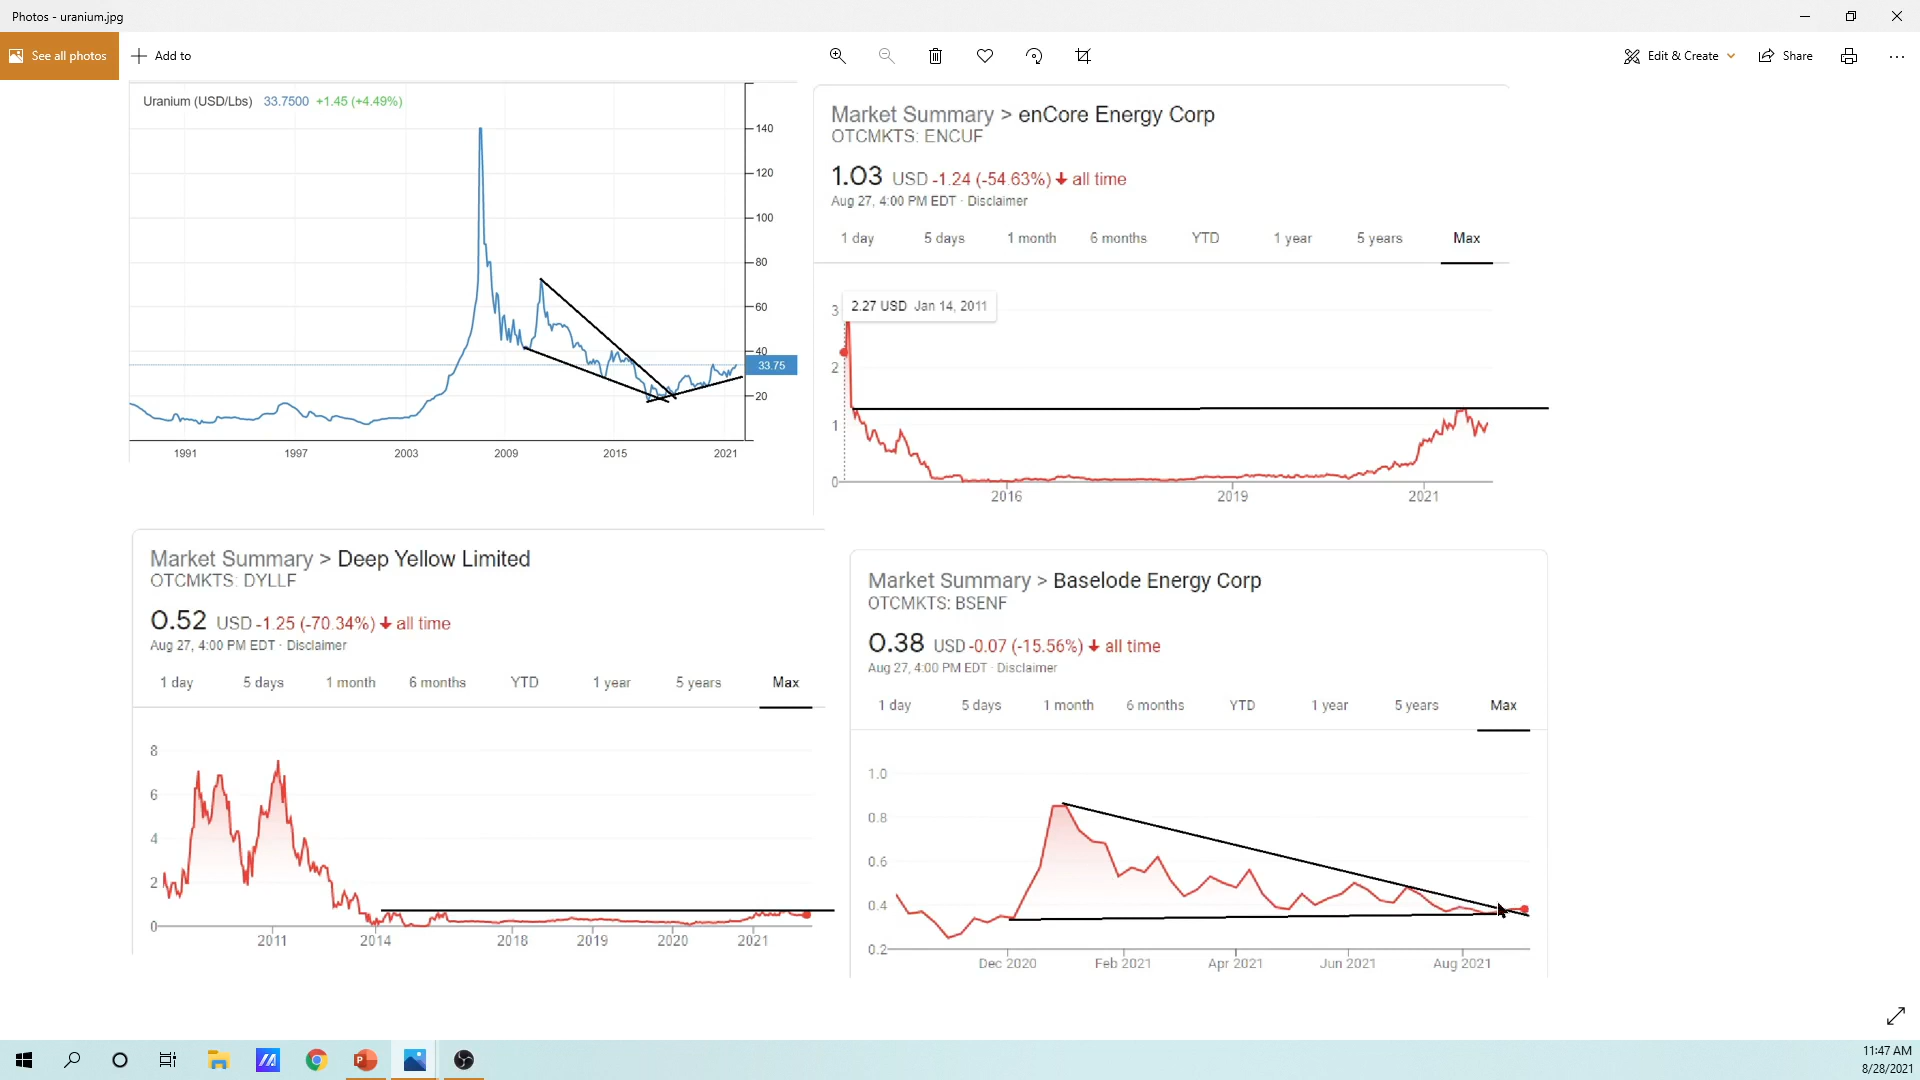 Photos - uranium.jpg
See all photos
Add to
Edit & Create
Share
Uranium (USD/Lbs) 33.7500 +1.45 (+4.49%)
140
120
100
80
60
40
33.75
20
1991 1997 2003 2009 2015 2021
Market Summary > enCore Energy Corp
OTCMKTS: ENCUF
1.03 USD -1.24 (-54.63%) ↓ all time
Aug 27, 4:00 PM EDT · Disclaimer
1 day 5 days 1 month 6 months YTD 1 year 5 years Max
2.27 USD Jan 14, 2011
3
2
1
0
2016 2019 2021
Market Summary > Deep Yellow Limited
OTCMKTS: DYLLF
0.52 USD -1.25 (-70.34%) ↓ all time
Aug 27, 4:00 PM EDT · Disclaimer
1 day 5 days 1 month 6 months YTD 1 year 5 years Max
8
6
4
2
0
2011 2014 2018 2019 2020 2021
Market Summary > Baselode Energy Corp
OTCMKTS: BSENF
0.38 USD -0.07 (-15.56%) ↓ all time
Aug 27, 4:00 PM EDT · Disclaimer
1 day 5 days 1 month 6 months YTD 1 year 5 years Max
1.0
0.8
0.6
0.4
0.2
Dec 2020 Feb 2021 Apr 2021 Jun 2021 Aug 2021
11:47 AM
8/28/2021